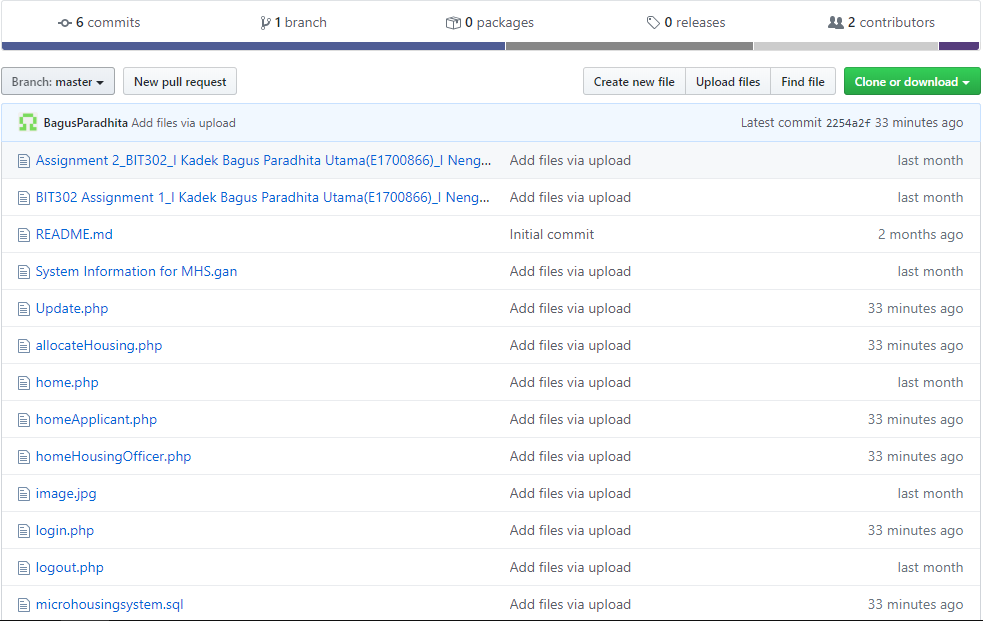 6 commits 1 branch 0 packages 0 releases 2 contributors
Branch: master New pull request Create new file Upload files Find file Clone or download
BagusParadhita Add files via upload Latest commit 2254a2f 33 minutes ago
Assignment 2_BIT302_I Kadek Bagus Paradhita Utama(E1700866)_I Neng... Add files via upload last month
BIT302 Assignment 1_I Kadek Bagus Paradhita Utama(E1700866)_I Neng... Add files via upload last month
README.md Initial commit 2 months ago
System Information for MHS.gan Add files via upload last month
Update.php Add files via upload 33 minutes ago
allocateHousing.php Add files via upload 33 minutes ago
home.php Add files via upload last month
homeApplicant.php Add files via upload 33 minutes ago
homeHousingOfficer.php Add files via upload 33 minutes ago
image.jpg Add files via upload last month
login.php Add files via upload 33 minutes ago
logout.php Add files via upload last month
microhousingsystem.sql Add files via upload 33 minutes ago